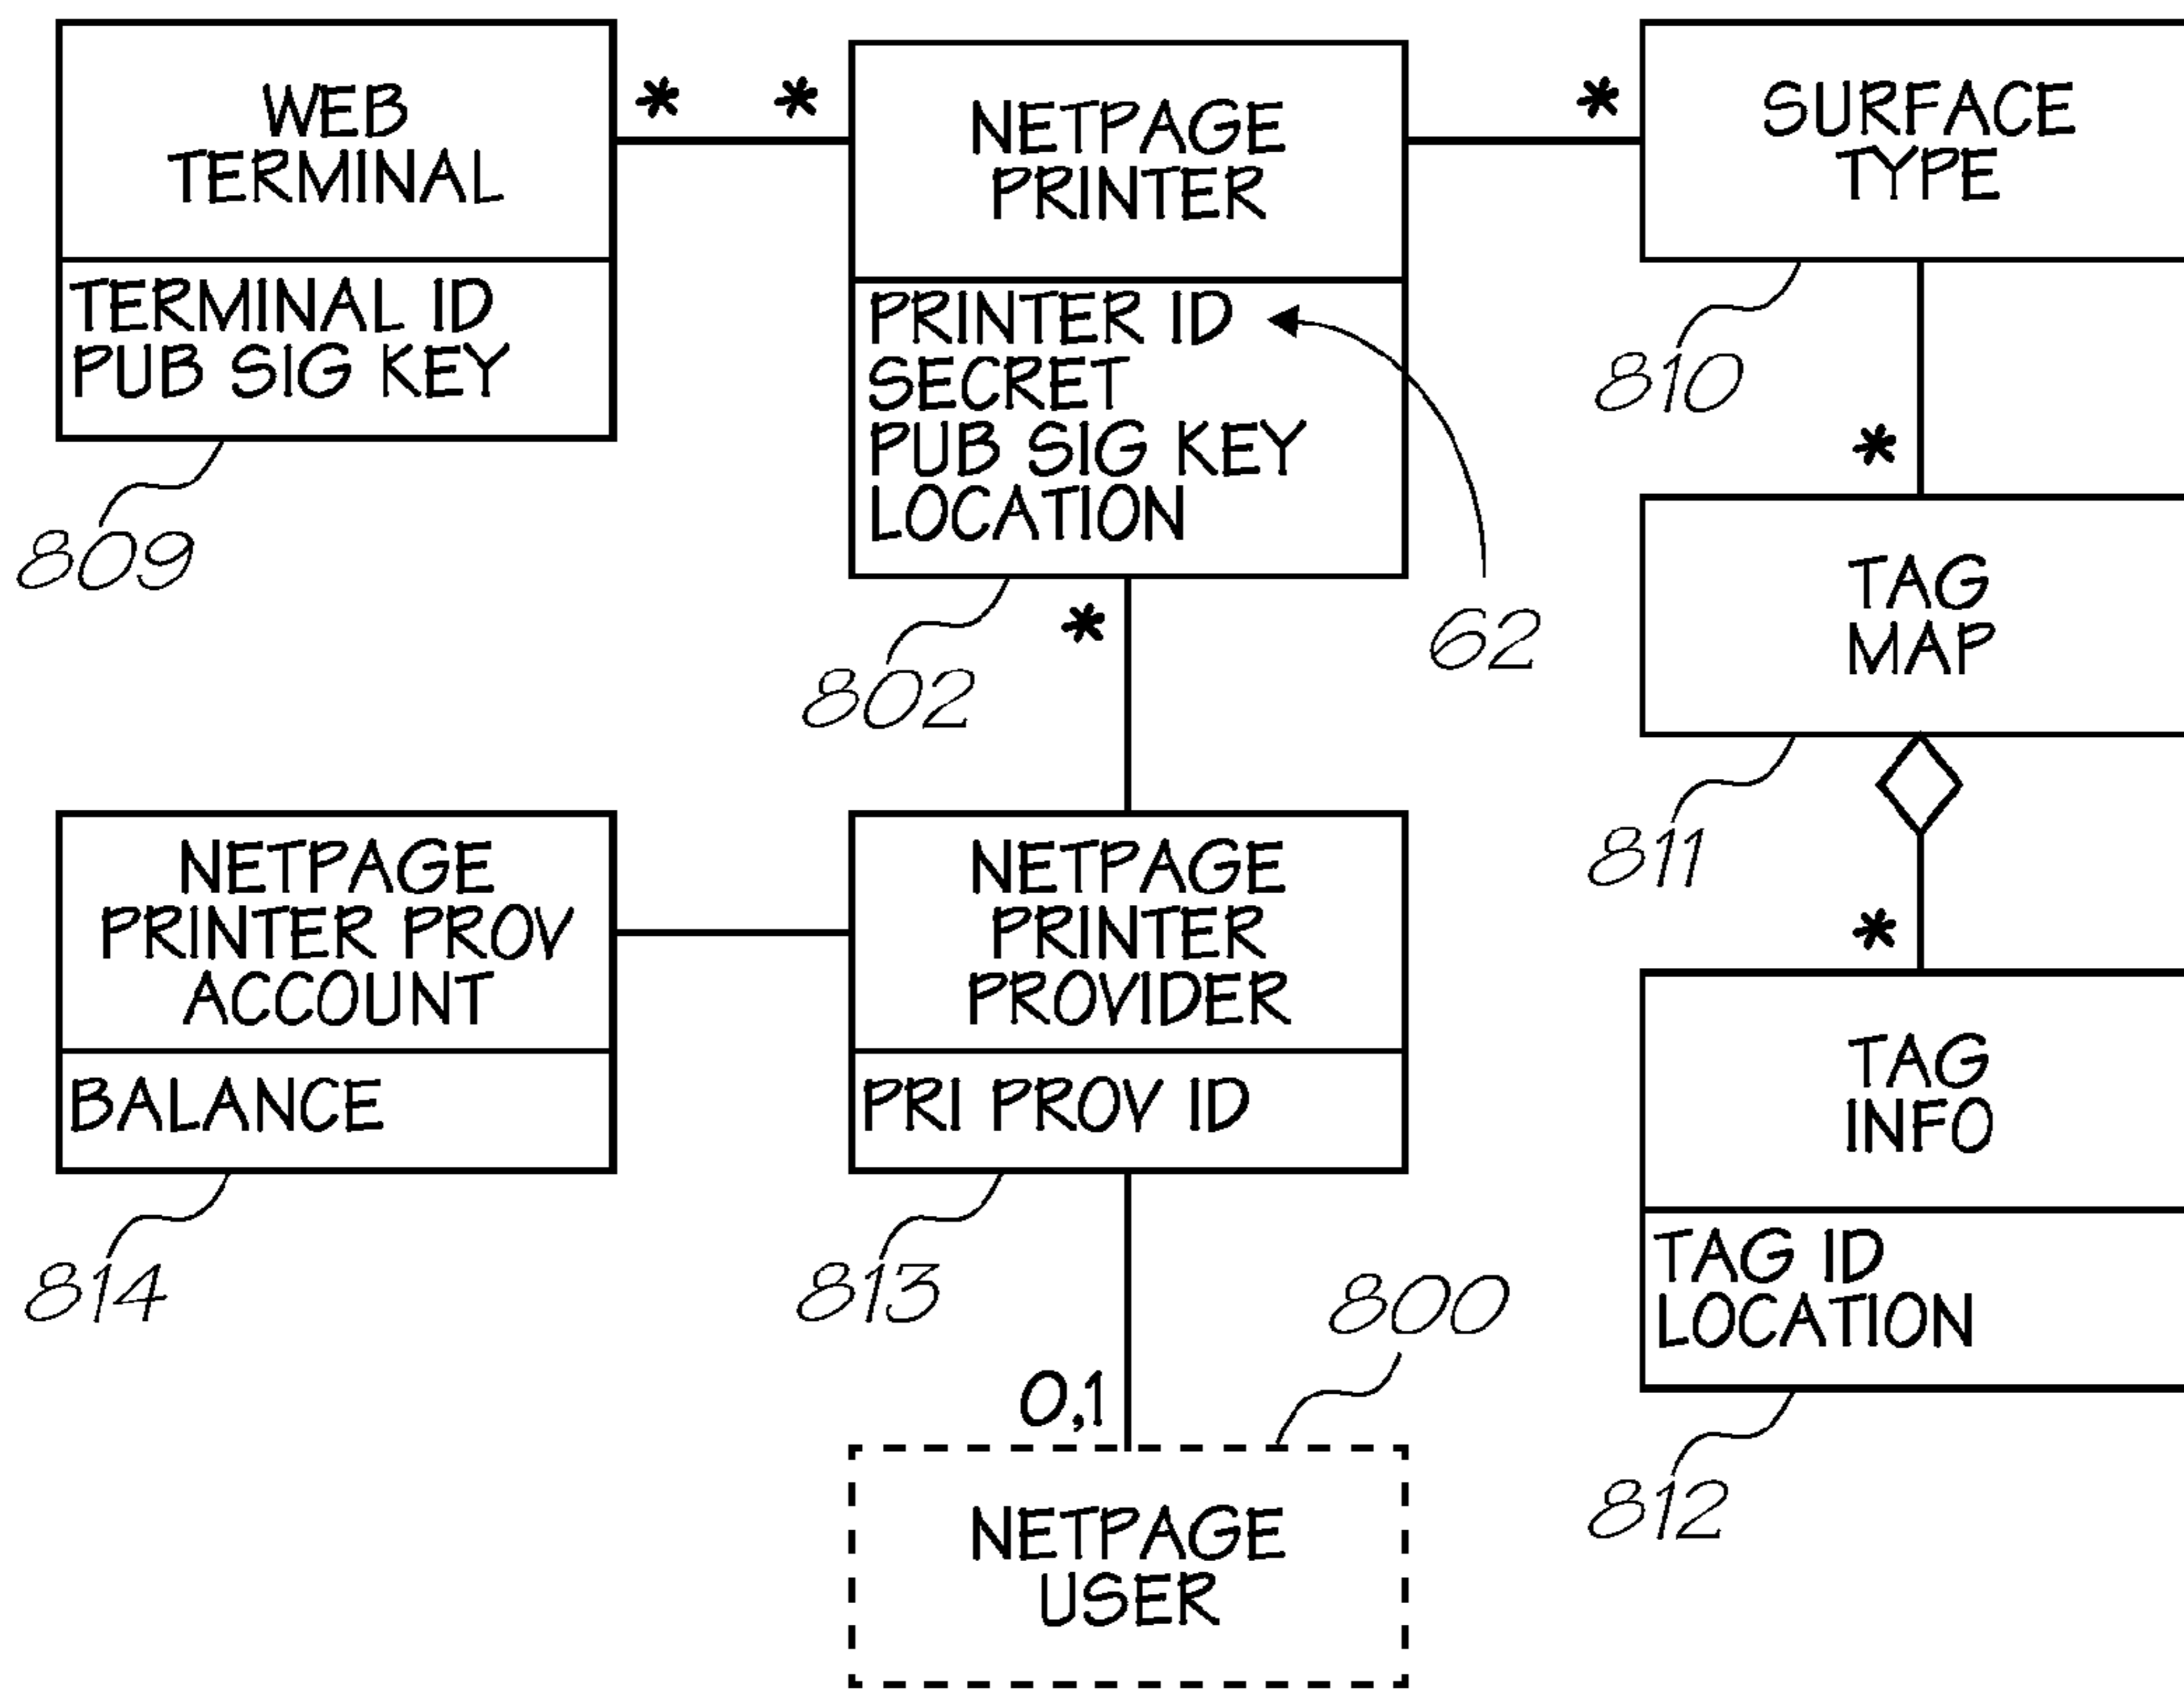 WEB
TERMINAL
TERMINAL ID
PUB SIG KEY
809
*
*
NETPAGE
PRINTER
PRINTER ID
SECRET
PUB SIG KEY
LOCATION
802
62
*
*
SURFACE
TYPE
810
*
TAG
MAP
811
*
TAG
INFO
TAG ID
LOCATION
812
NETPAGE
PRINTER PROV
ACCOUNT
BALANCE
814
NETPAGE
PRINTER
PROVIDER
PRI PROV ID
813
800
0,1
NETPAGE
USER